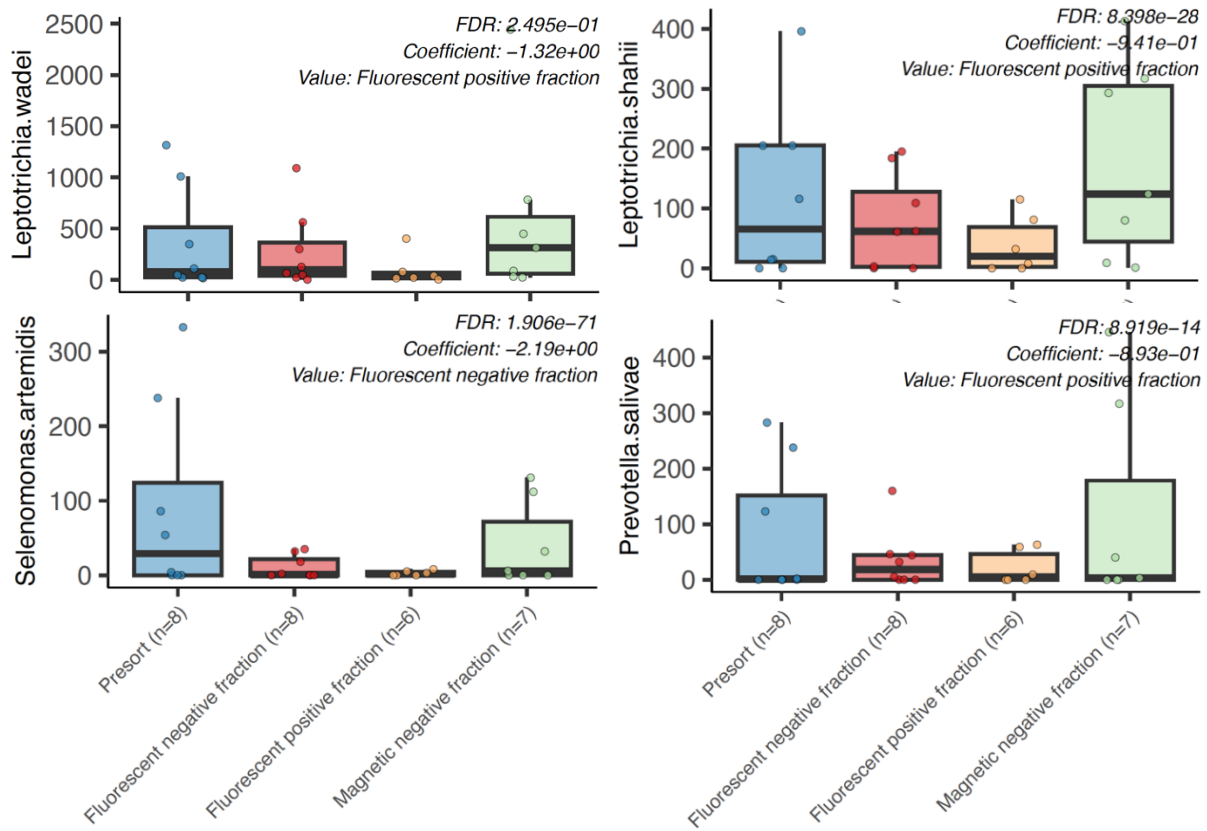 Leptotrichia.wadei
2500
2000
1500
1000
500
0
FDR: 2.495e−01
Coefficient: −1.32e+00
Value: Fluorescent positive fraction
Leptotrichia.shahii
400
300
200
100
0
FDR: 8.398e−28
Coefficient: −9.41e−01
Value: Fluorescent positive fraction
Selenomonas.artemidis
300
200
100
0
FDR: 1.906e−71
Coefficient: −2.19e+00
Value: Fluorescent negative fraction
Presort (n=8)
Fluorescent negative fraction (n=8)
Fluorescent positive fraction (n=6)
Magnetic negative fraction (n=7)
Prevotella.salivae
400
300
200
100
0
FDR: 8.919e−14
Coefficient: −8.93e−01
Value: Fluorescent positive fraction
Presort (n=8)
Fluorescent negative fraction (n=8)
Fluorescent positive fraction (n=6)
Magnetic negative fraction (n=7)